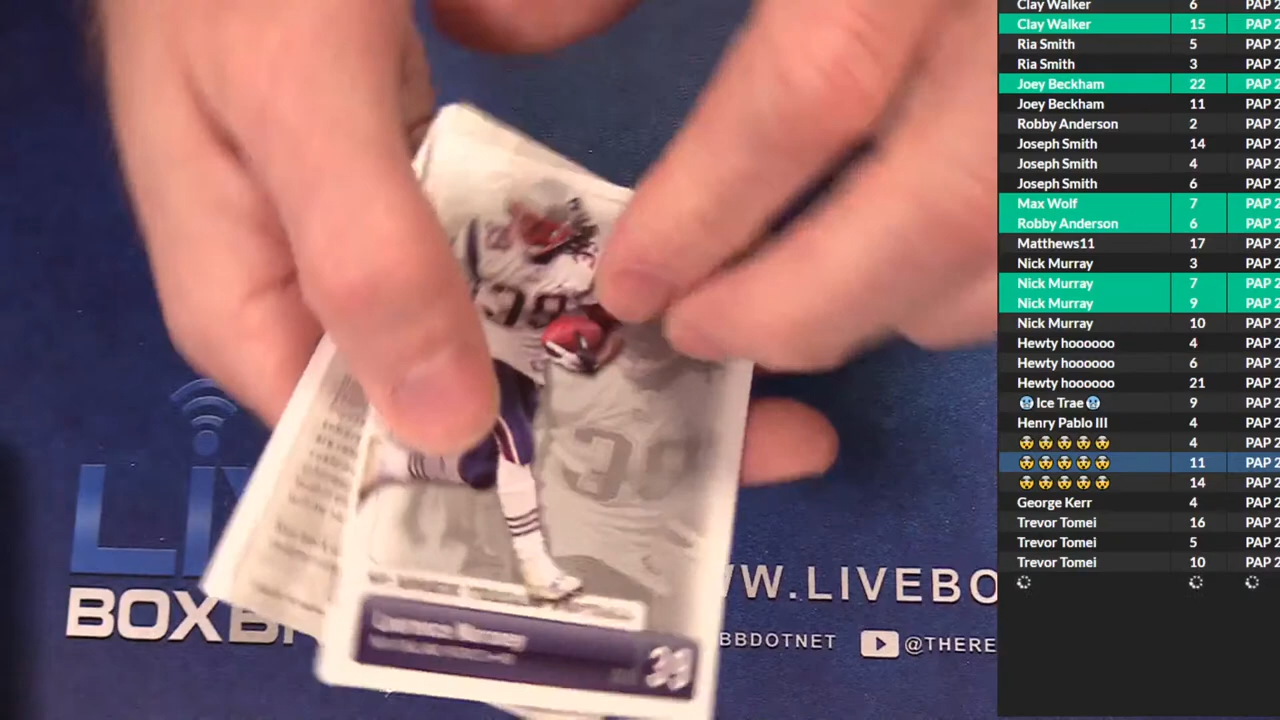 Clay Walker 6 PAP 2
Clay Walker 15 PAP 2
Ria Smith 5 PAP 2
Ria Smith 3 PAP 2
Joey Beckham 22 PAP 2
Joey Beckham 11 PAP 2
Robby Anderson 2 PAP 2
Joseph Smith 14 PAP 2
Joseph Smith 4 PAP 2
Joseph Smith 6 PAP 2
Max Wolf 7 PAP 2
Robby Anderson 6 PAP 2
Matthews11 17 PAP 2
Nick Murray 3 PAP 2
Nick Murray 7 PAP 2
Nick Murray 9 PAP 2
Nick Murray 10 PAP 2
Hewty hoooooo 4 PAP 2
Hewty hoooooo 6 PAP 2
Hewty hoooooo 21 PAP 2
🥶Ice Trae🥶 9 PAP 2
Henry Pablo III 4 PAP 2
🤯🤯🤯🤯🤯 4 PAP 2
🤯🤯🤯🤯🤯 11 PAP 2
🤯🤯🤯🤯🤯 14 PAP 2
George Kerr 4 PAP 2
Trevor Tomei 16 PAP 2
Trevor Tomei 5 PAP 2
Trevor Tomei 10 PAP 2
38
39
39
LiV
BOXB
WW.LIVEBO
BBDOTNET @THERE